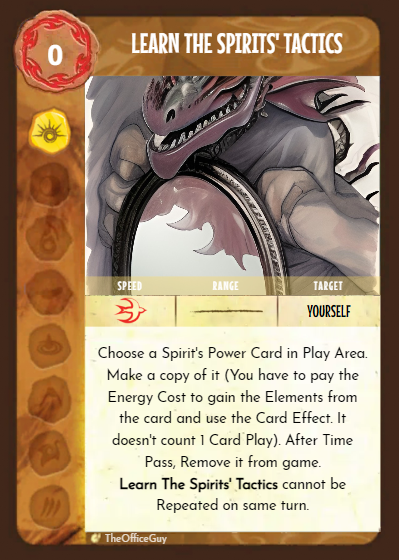 0
LEARN THE SPIRITS' TACTICS
SPEED RANGE TARGET
YOURSELF
Choose a Spirit's Power Card in Play Area.
Make a copy of it (You have to pay the
Energy Cost to gain the Elements from
the card and use the Card Effect. It
doesn't count 1 Card Play). After Time
Pass, Remove it from game.
Learn The Spirits' Tactics cannot be
Repeated on same turn.
TheOfficeGuy